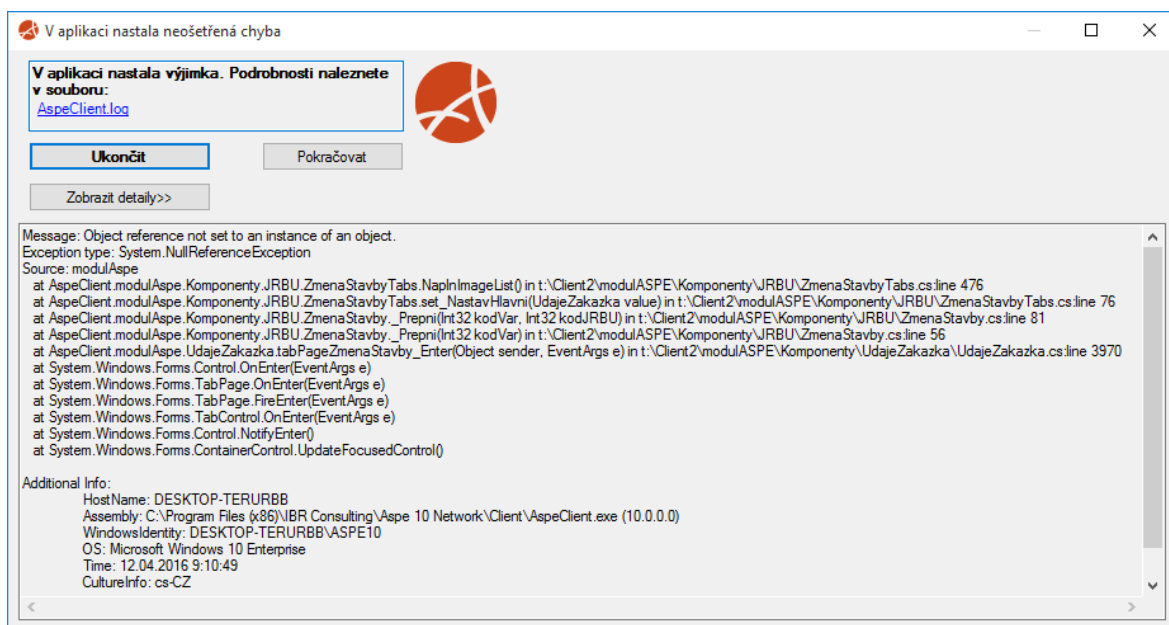 V aplikaci nastala neošetřená chyba
V aplikaci nastala výjimka. Podrobnosti naleznete
v souboru:
AspeClient.log
Ukončit
Pokračovat
Zobrazit detaily>>
Message: Object reference not set to an instance of an object.
Exception type: System.NullReferenceException
Source: modulAspe
at AspeClient.modulAspe.Komponenty.JRBU.ZmenaStavbyTabs.NaplnImageList() in t:\Client2\modulASPE\Komponenty\JRBU\ZmenaStavbyTabs.cs:line 476
at AspeClient.modulAspe.Komponenty.JRBU.ZmenaStavbyTabs.set_NastavHlavni(UdajeZakazka value) in t:\Client2\modulASPE\Komponenty\JRBU\ZmenaStavbyTabs.cs:line 76
at AspeClient.modulAspe.Komponenty.JRBU.ZmenaStavby._Prepni(Int32 kodVar, Int32 kodJRBU) in t:\Client2\modulASPE\Komponenty\JRBU\ZmenaStavby.cs:line 81
at AspeClient.modulAspe.Komponenty.JRBU.ZmenaStavby._Prepni(Int32 kodVar) in t:\Client2\modulASPE\Komponenty\JRBU\ZmenaStavby.cs:line 56
at AspeClient.modulAspe.UdajeZakazka.tabPageZmenaStavby_Enter(Object sender, EventArgs e) in t:\Client2\modulASPE\Komponenty\UdajeZakazka\UdajeZakazka.cs:line 3970
at System.Windows.Forms.Control.OnEnter(EventArgs e)
at System.Windows.Forms.TabPage.OnEnter(EventArgs e)
at System.Windows.Forms.TabPage.FireEnter(EventArgs e)
at System.Windows.Forms.TabControl.OnEnter(EventArgs e)
at System.Windows.Forms.Control.NotifyEnter()
at System.Windows.Forms.ContainerControl.UpdateFocusedControl()
Additional Info:
HostName: DESKTOP-TERURBB
Assembly: C:\Program Files (x86)\IBR Consulting\Aspe 10 Network\Client\AspeClient.exe (10.0.0.0)
WindowsIdentity: DESKTOP-TERURBB\ASPE10
OS: Microsoft Windows 10 Enterprise
Time: 12.04.2016 9:10:49
CultureInfo: cs-CZ